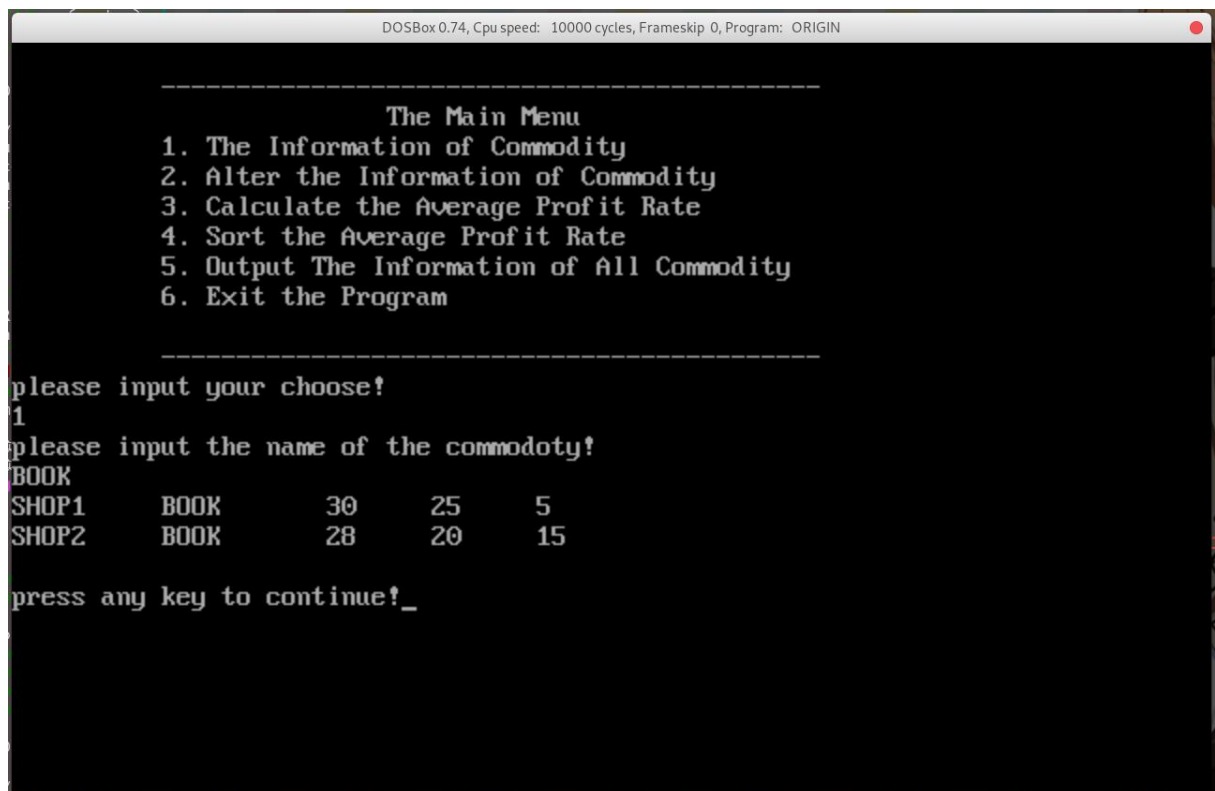 DOSBox 0.74, Cpu speed: 10000 cycles, Frameskip 0, Program: ORIGIN
--------------------------------------------
The Main Menu
1. The Information of Commodity
2. Alter the Information of Commodity
3. Calculate the Average Profit Rate
4. Sort the Average Profit Rate
5. Output The Information of All Commodity
6. Exit the Program
--------------------------------------------
please input your choose!
1
please input the name of the commodoty!
BOOK
SHOP1 BOOK 30 25 5
SHOP2 BOOK 28 20 15
press any key to continue!_